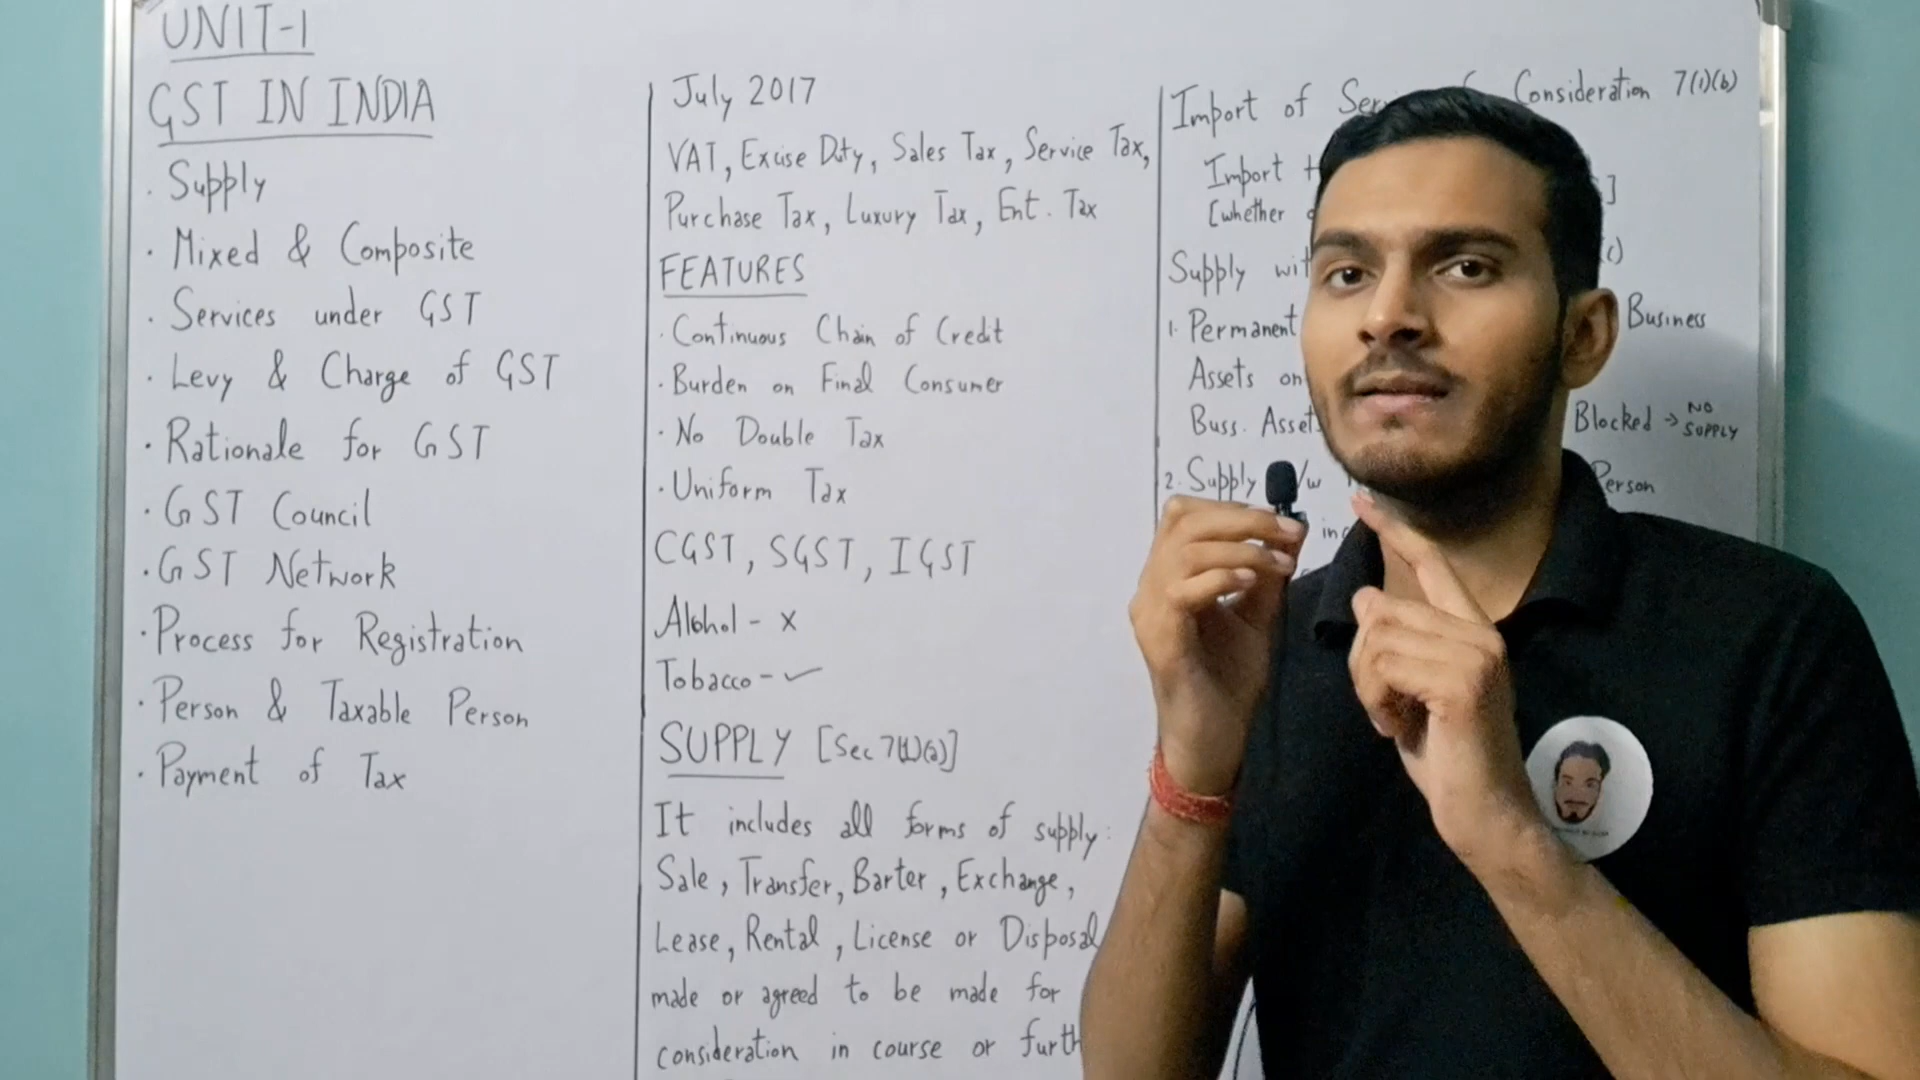 UNIT-1
GST IN INDIA
· Supply
· Mixed & Composite
· Services under GST
· Levy & Charge of GST
· Rationale for GST
· GST Council
· GST Network
· Process for Registration
· Person & Taxable Person
· Payment of Tax
July 2017
VAT, Excise Duty, Sales Tax, Service Tax,
Purchase Tax, Luxury Tax, Ent. Tax
FEATURES
· Continuous Chain of Credit
· Burden on Final Consumer
· No Double Tax
· Uniform Tax
CGST, SGST, IGST
Alcohol - x
Tobacco - ✓
SUPPLY [Sec 7(1)(a)]
It includes all forms of supply:
Sale, Transfer, Barter, Exchange,
Lease, Rental, License or Disposal
made or agreed to be made for
consideration in course or
Import of Consideration 7(1)(b)
Import
[whether ]
Supply
1. Permanent Business
Assets on
Buss. Blocked → NO SUPPLY
2. Supply b/w Person